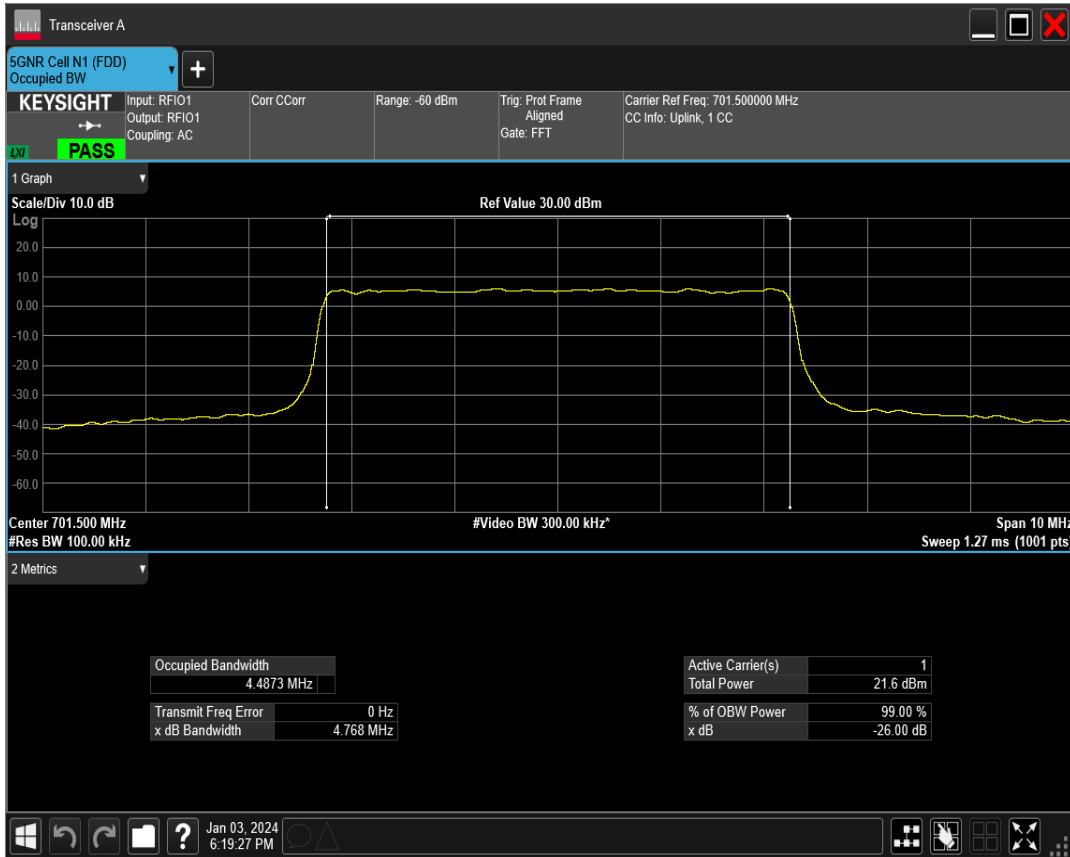 Transceiver A
5GNR Cell N1 (FDD)
Occupied BW
+
KEYSIGHT
LXI
PASS
Input: RFIO1
Output: RFIO1
Coupling: AC
Corr CCorr
Range: -60 dBm
Trig: Prot Frame
Aligned
Gate: FFT
Carrier Ref Freq: 701.500000 MHz
CC Info: Uplink, 1 CC
1 Graph
Scale/Div 10.0 dB
Ref Value 30.00 dBm
Log
20.0
10.0
0.00
-10.0
-20.0
-30.0
-40.0
-50.0
-60.0
Center 701.500 MHz
#Video BW 300.00 kHz*
Span 10 MHz
#Res BW 100.00 kHz
Sweep 1.27 ms (1001 pts)
2 Metrics
Occupied Bandwidth
4.4873 MHz
Transmit Freq Error 0 Hz
x dB Bandwidth 4.768 MHz
Active Carrier(s) 1
Total Power 21.6 dBm
% of OBW Power 99.00 %
x dB -26.00 dB
?
Jan 03, 2024
6:19:27 PM